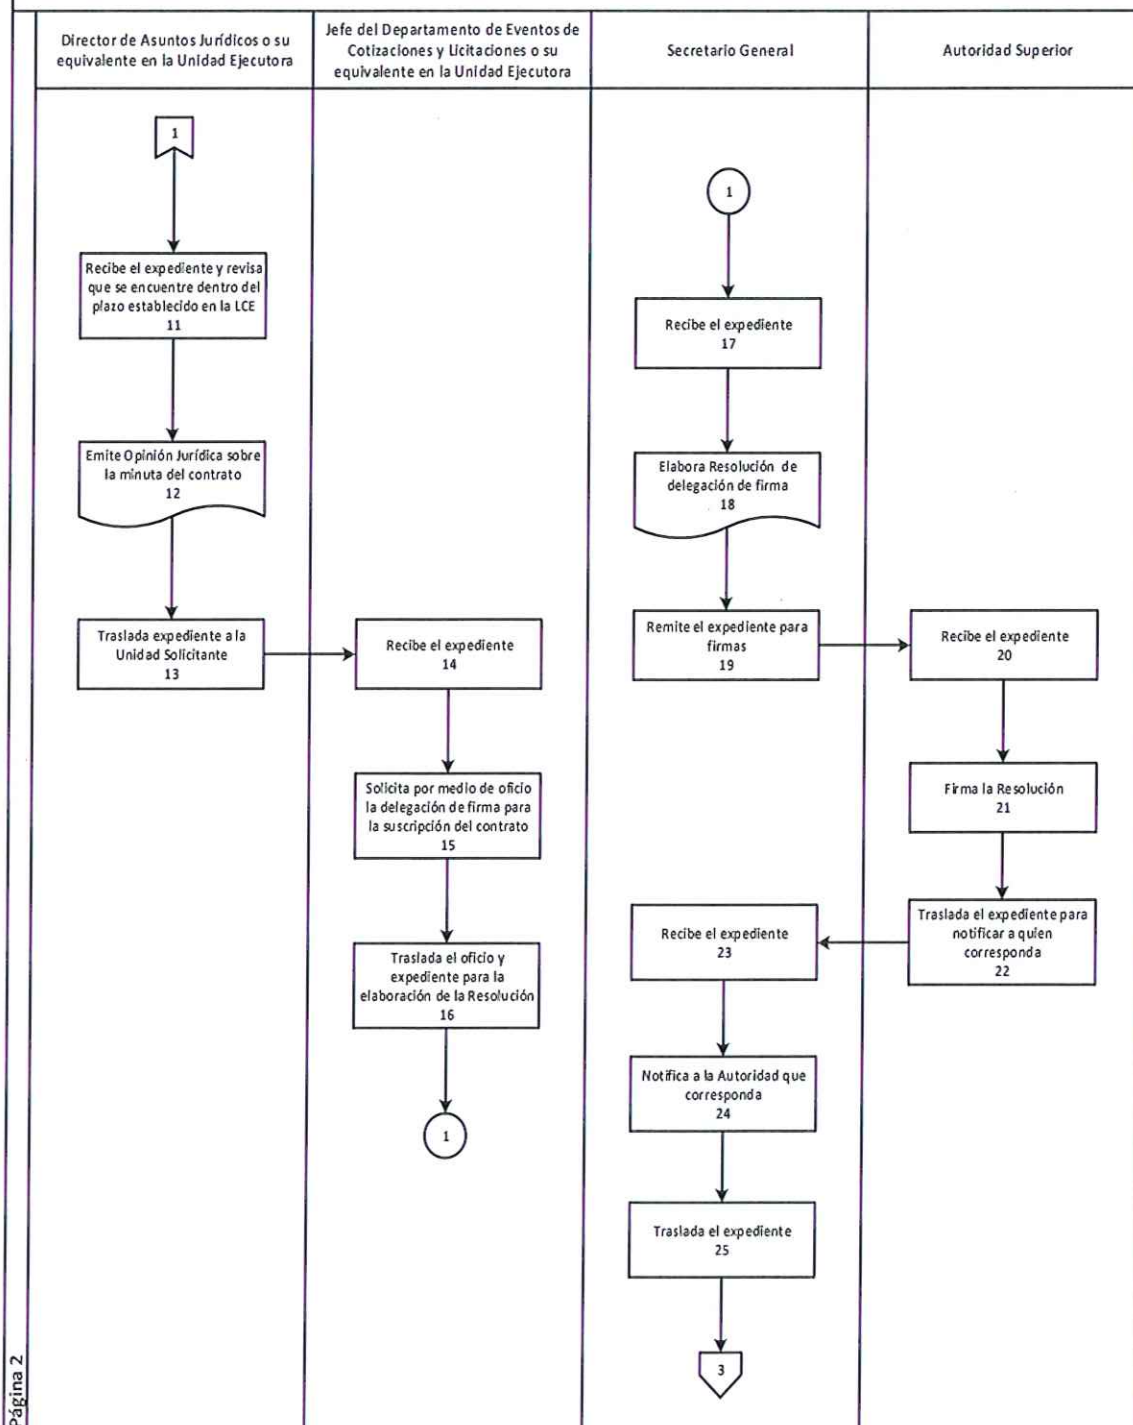 Director de Asuntos Jurídicos o su
equivalente en la Unidad Ejecutora
Jefe del Departamento de Eventos de
Cotizaciones y Licitaciones o su
equivalente en la Unidad Ejecutora
Secretario General
Autoridad Superior
1
Recibe el expediente y revisa
que se encuentre dentro del
plazo establecido en la LCE
11
Emite Opinión Jurídica sobre
la minuta del contrato
12
Traslada expediente a la
Unidad Solicitante
13
Recibe el expediente
14
Solicita por medio de oficio
la delegación de firma para
la suscripción del contrato
15
Traslada el oficio y
expediente para la
elaboración de la Resolución
16
1
1
Recibe el expediente
17
Elabora Resolución de
delegación de firma
18
Remite el expediente para
firmas
19
Recibe el expediente
20
Firma la Resolución
21
Traslada el expediente para
notificar a quien
corresponda
22
Recibe el expediente
23
Notifica a la Autoridad que
corresponda
24
Traslada el expediente
25
3
Página 2